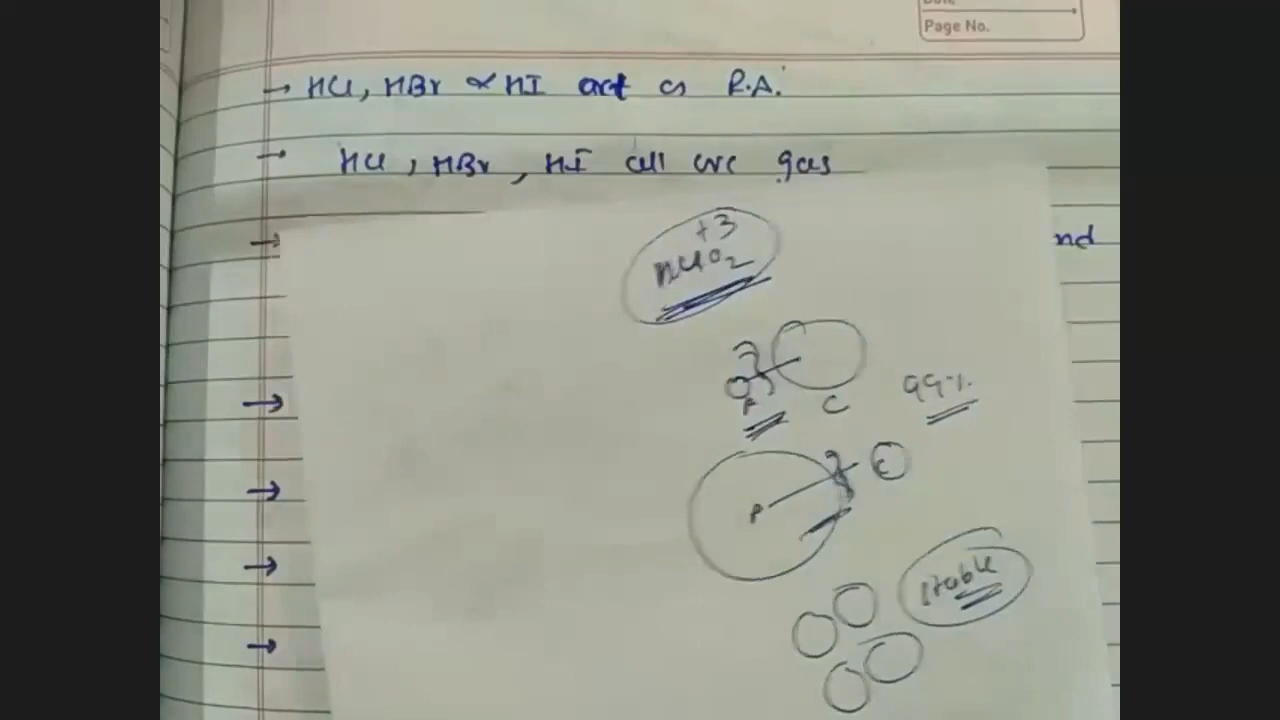 Page No.
→ HCl, HBr & HI act as R.A.
→ HCl, HBr, HI all are gas
→ nd
+3
HClO2
C
99%
P
stable
→
→
→
→